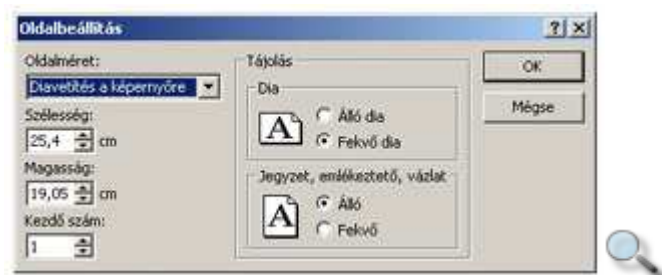 Oldalbeállítás
Oldalméret:
Diavetítés a képernyőre
Szélesség:
25,4 cm
Magasság:
19,05 cm
Kezdő szám:
1
Tájolás
Dia
A
Álló dia
Fekvő dia
Jegyzet, emlékeztető, vázlat
A
Álló
Fekvő
OK
Mégse